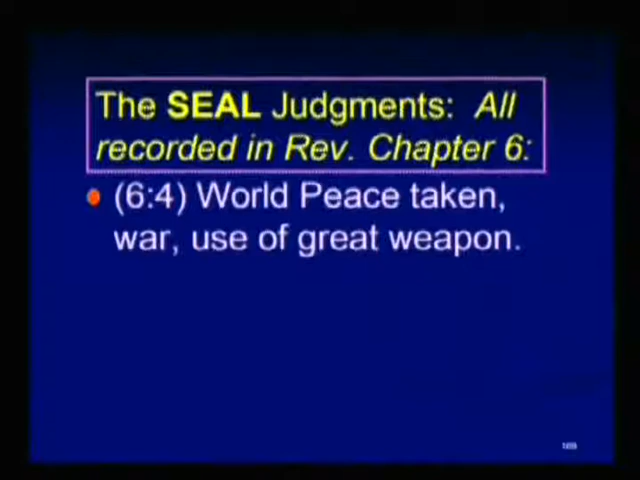 The SEAL Judgments: All
recorded in Rev. Chapter 6:
(6:4) World Peace taken,
war, use of great weapon.